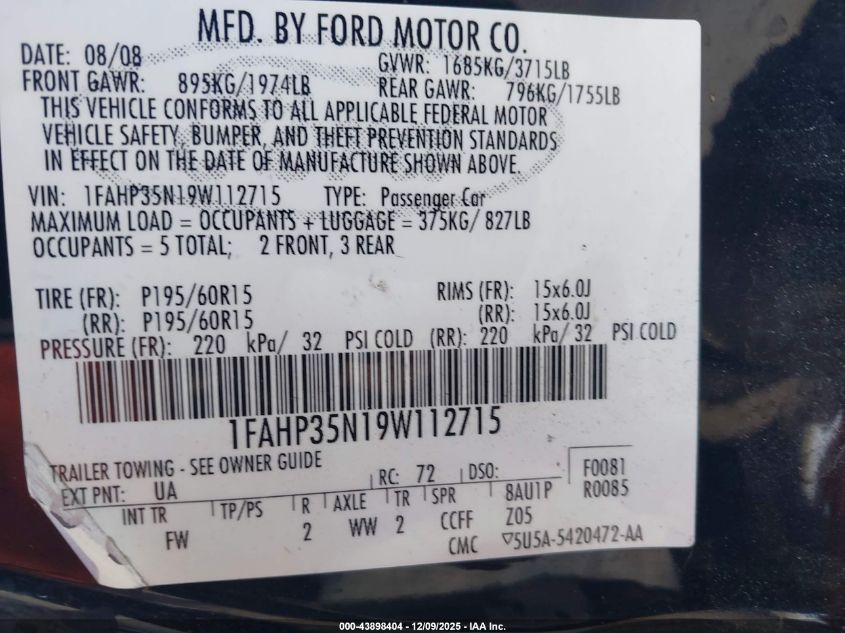 MFD. BY FORD MOTOR CO.
DATE: 08/08 GVWR: 1685KG/3715LB
FRONT GAWR: 895KG/1974LB REAR GAWR: 796KG/1755LB
THIS VEHICLE CONFORMS TO ALL APPLICABLE FEDERAL MOTOR
VEHICLE SAFETY, BUMPER, AND THEFT PREVENTION STANDARDS
IN EFFECT ON THE DATE OF MANUFACTURE SHOWN ABOVE.
VIN: 1FAHP35N19W112715 TYPE: Passenger Car
MAXIMUM LOAD = OCCUPANTS + LUGGAGE = 375KG/ 827LB
OCCUPANTS = 5 TOTAL; 2 FRONT, 3 REAR
TIRE (FR): P195/60R15 RIMS (FR): 15x6.0J
(RR): P195/60R15 (RR): 15x6.0J
PRESSURE (FR): 220 kPa/ 32 PSI COLD (RR): 220 kPa/ 32 PSI COLD
1FAHP35N19W112715
TRAILER TOWING - SEE OWNER GUIDE
EXT PNT: UA RC: 72 DSO: F0081
INT TR TP/PS R AXLE TR SPR 8AU1P R0085
FW 2 WW 2 CCFF Z05
CMC ▽5U5A-5420472-AA
000-43898404 - 12/09/2025 - IAA Inc.